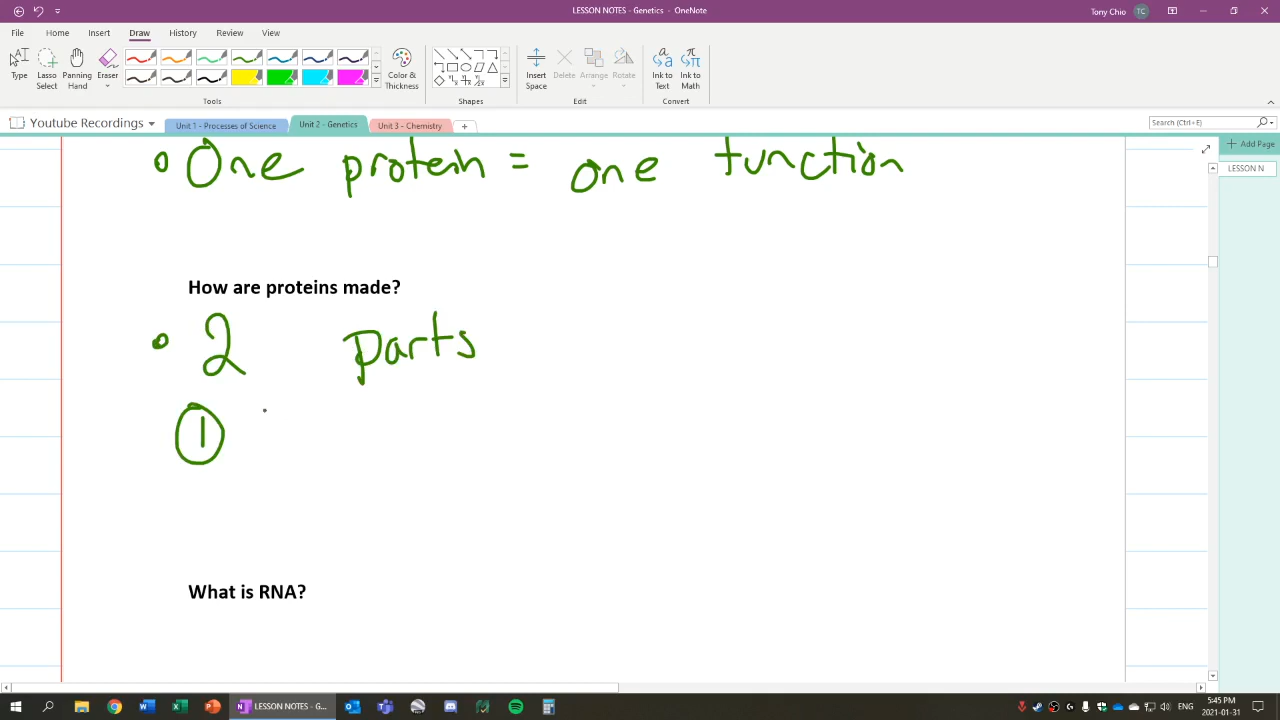 LESSON NOTES - Genetics - OneNote
Tony Chio TC
File Home Insert Draw History Review View
Type Lasso Select Panning Hand Eraser Color & Thickness Insert Space Delete Arrange Rotate Ink to Text Ink to Math
Tools Shapes Edit Convert
Youtube Recordings Unit 1 - Processes of Science Unit 2 - Genetics Unit 3 - Chemistry Search (Ctrl+E)
Add Page
LESSON N
• One protein = one function
How are proteins made?
• 2 parts
①
What is RNA?
LESSON NOTES - G...
5:45 PM
2021-01-31